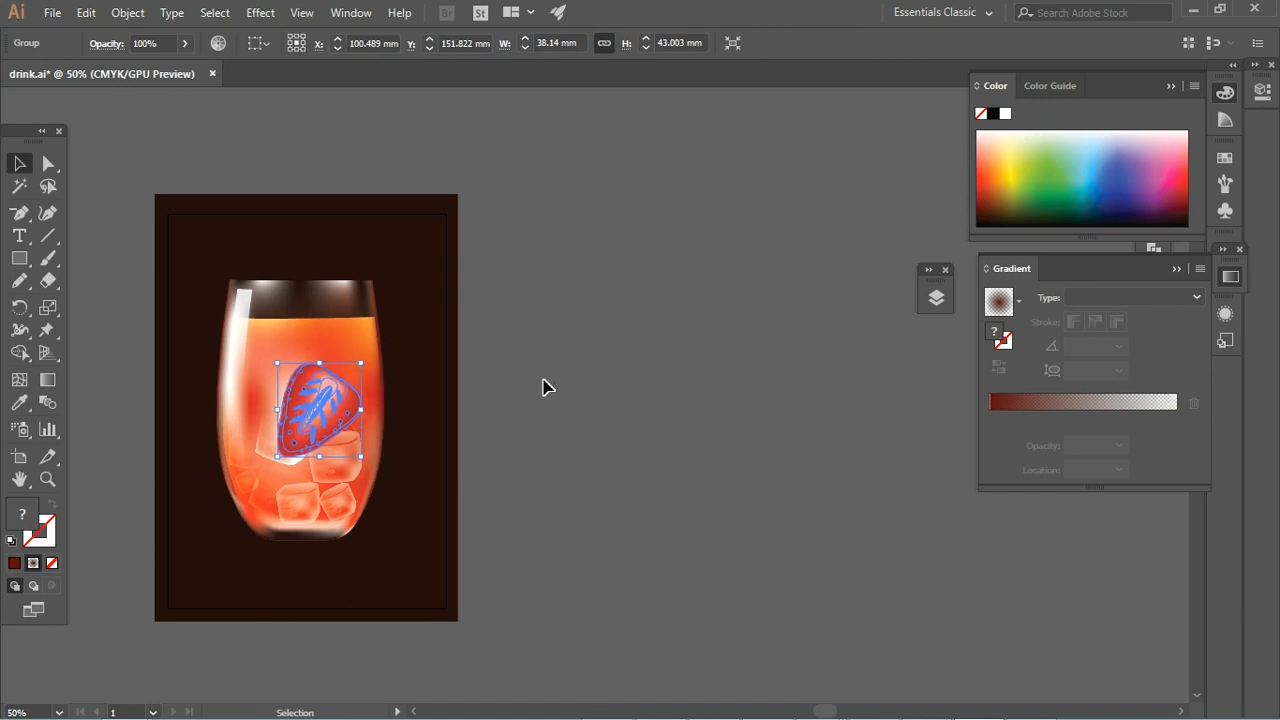 Ai File Edit Object Type Select Effect View Window Help Br St Essentials Classic Search Adobe Stock
Group Opacity: 100% X: 100.489 mm Y: 151.822 mm W: 38.14 mm H: 43.003 mm
drink.ai* @ 50% (CMYK/GPU Preview)
Color Color Guide
Gradient
Type:
Stroke:
?
Opacity:
Location:
?
50% 1 Selection